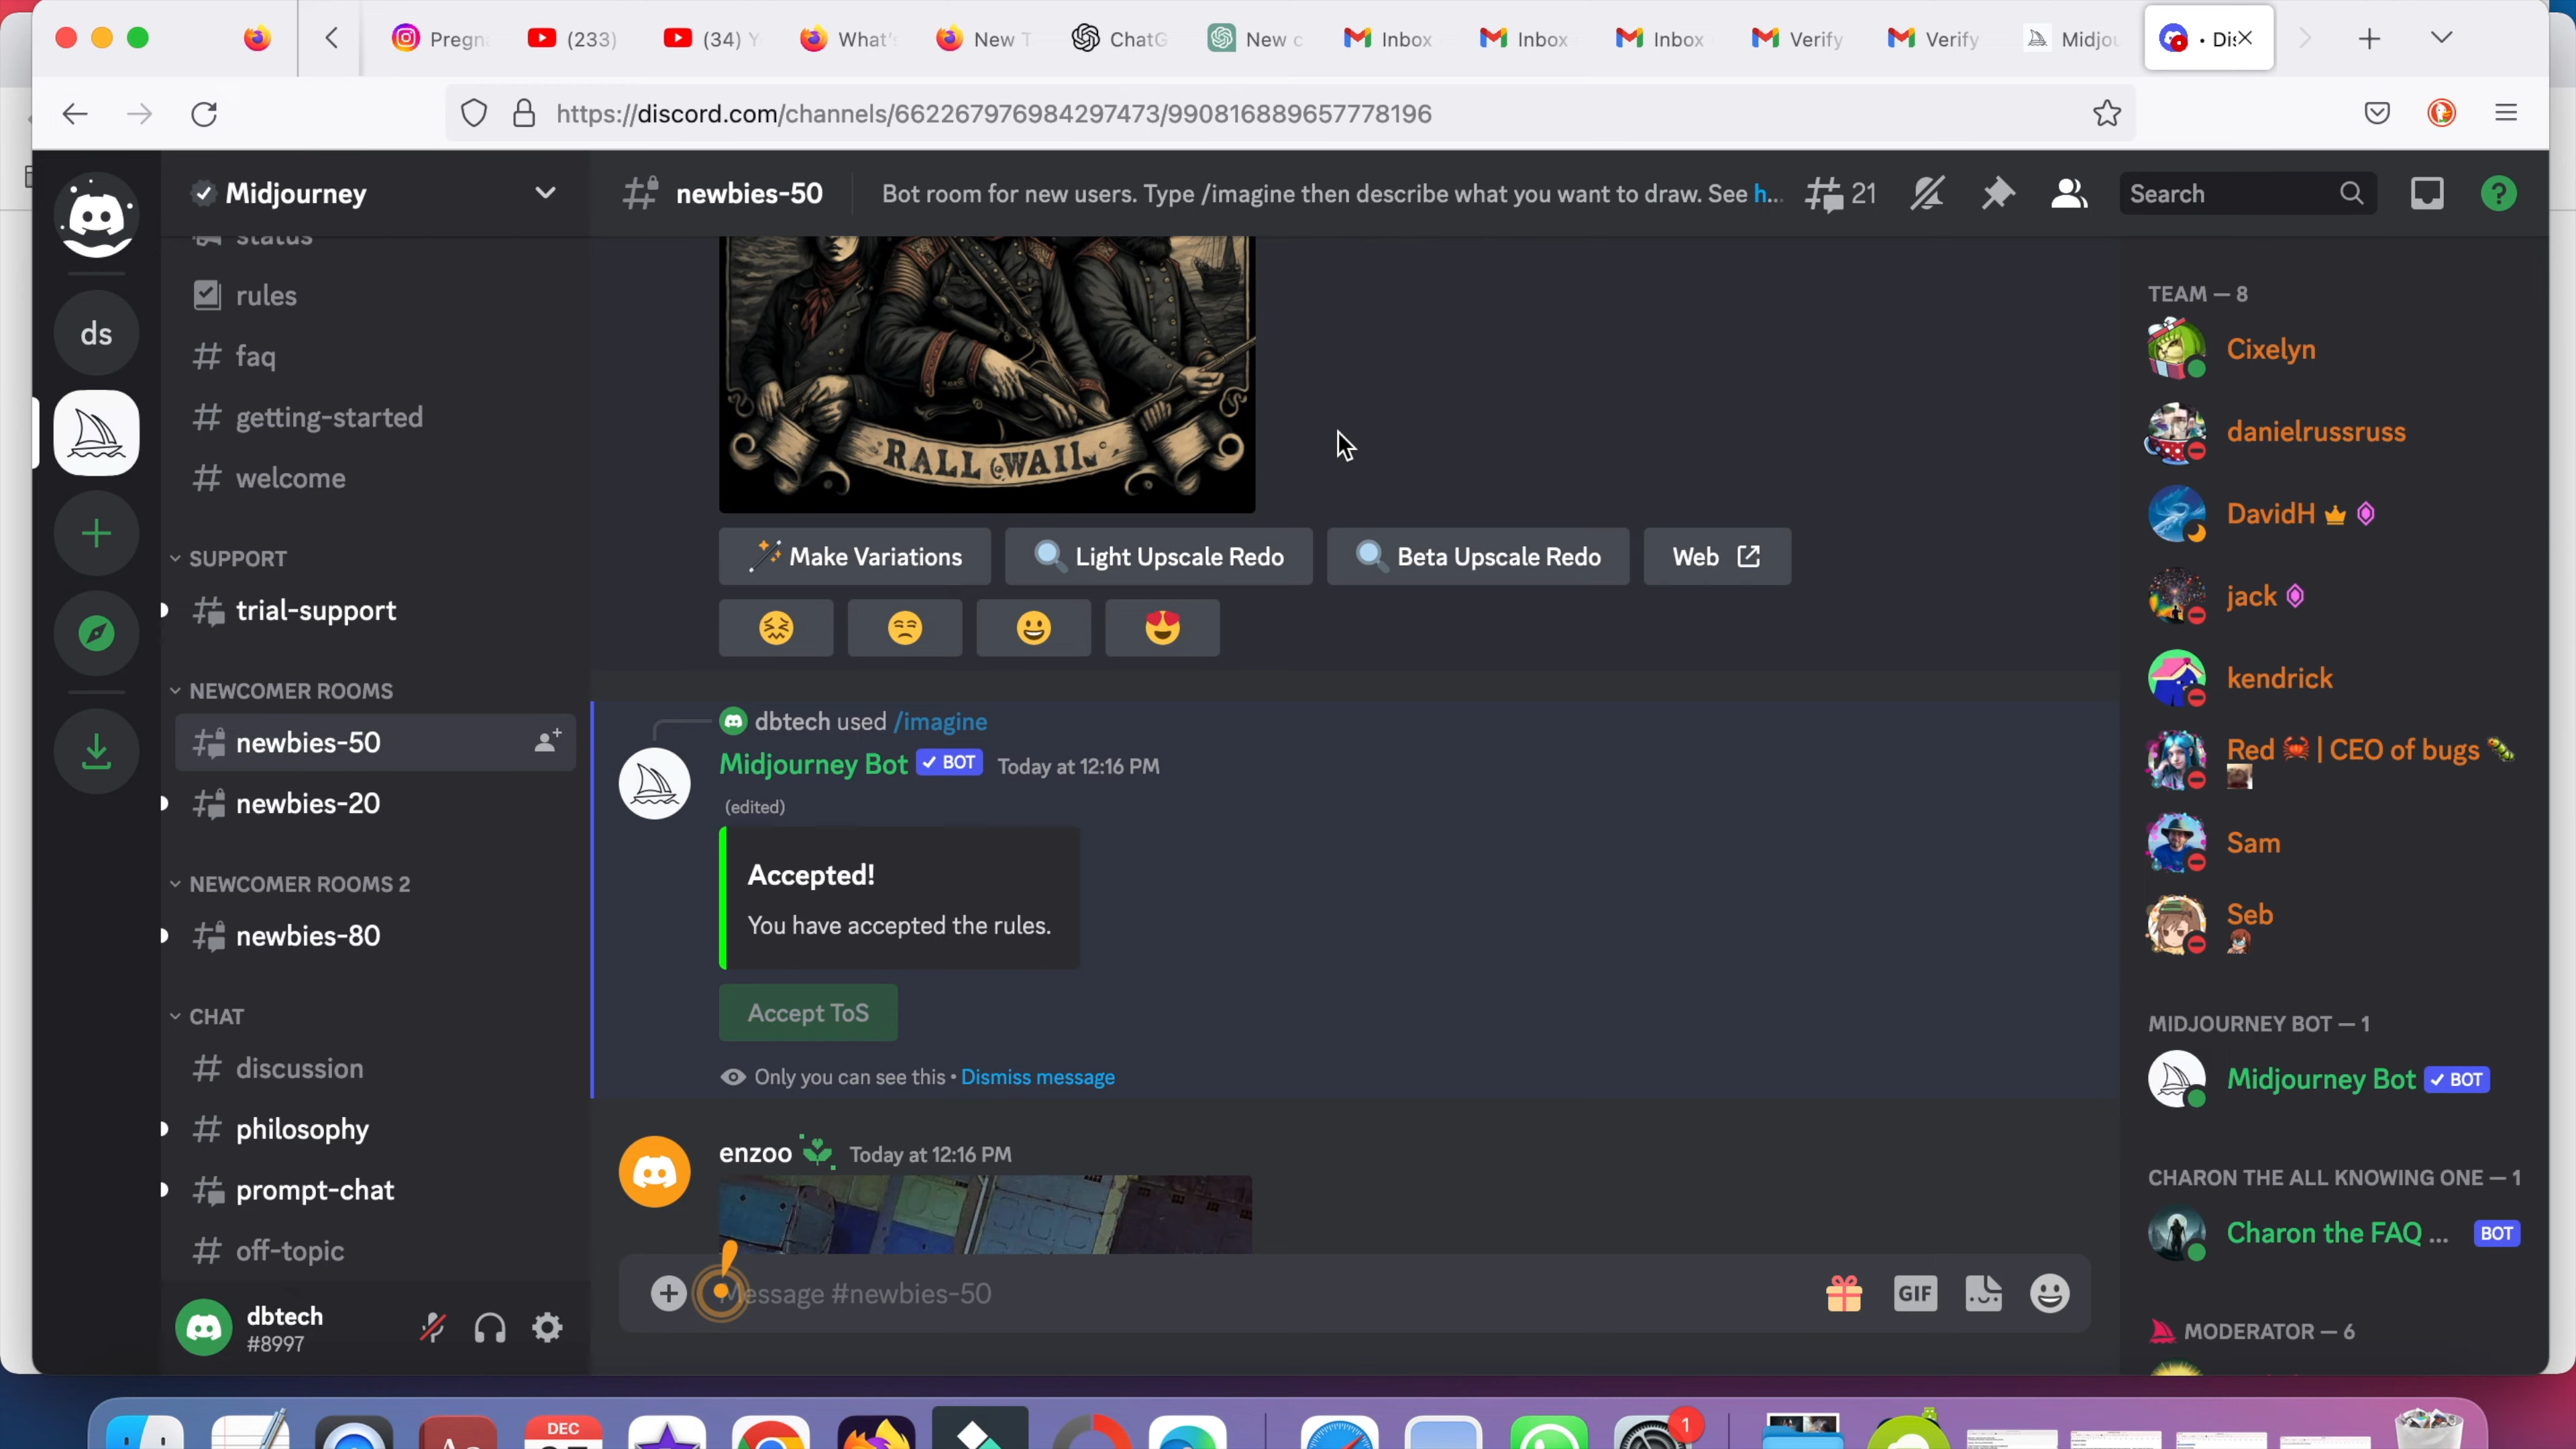 Pregn
(233)
(34) Y
What's
New T
ChatG
New c
Inbox
Inbox
Inbox
Verify
Verify
Midjou
• Dis
https://discord.com/channels/662267976984297473/990816889657778196
Midjourney
newbies-50
Bot room for new users. Type /imagine then describe what you want to draw. See h...
21
Search
status
rules
ds
faq
getting-started
welcome
SUPPORT
trial-support
NEWCOMER ROOMS
newbies-50
newbies-20
NEWCOMER ROOMS 2
newbies-80
CHAT
discussion
philosophy
prompt-chat
off-topic
dbtech
#8997
RALL
Make Variations
Light Upscale Redo
Beta Upscale Redo
Web
dbtech used /imagine
Midjourney Bot ✓ BOT Today at 12:16 PM
(edited)
Accepted!
You have accepted the rules.
Accept ToS
Only you can see this • Dismiss message
enzoo Today at 12:16 PM
Message #newbies-50
GIF
TEAM — 8
Cixelyn
danielrussruss
DavidH
jack
kendrick
Red | CEO of bugs
Sam
Seb
MIDJOURNEY BOT — 1
Midjourney Bot ✓ BOT
CHARON THE ALL KNOWING ONE — 1
Charon the FAQ ... BOT
MODERATOR — 6
DEC
1